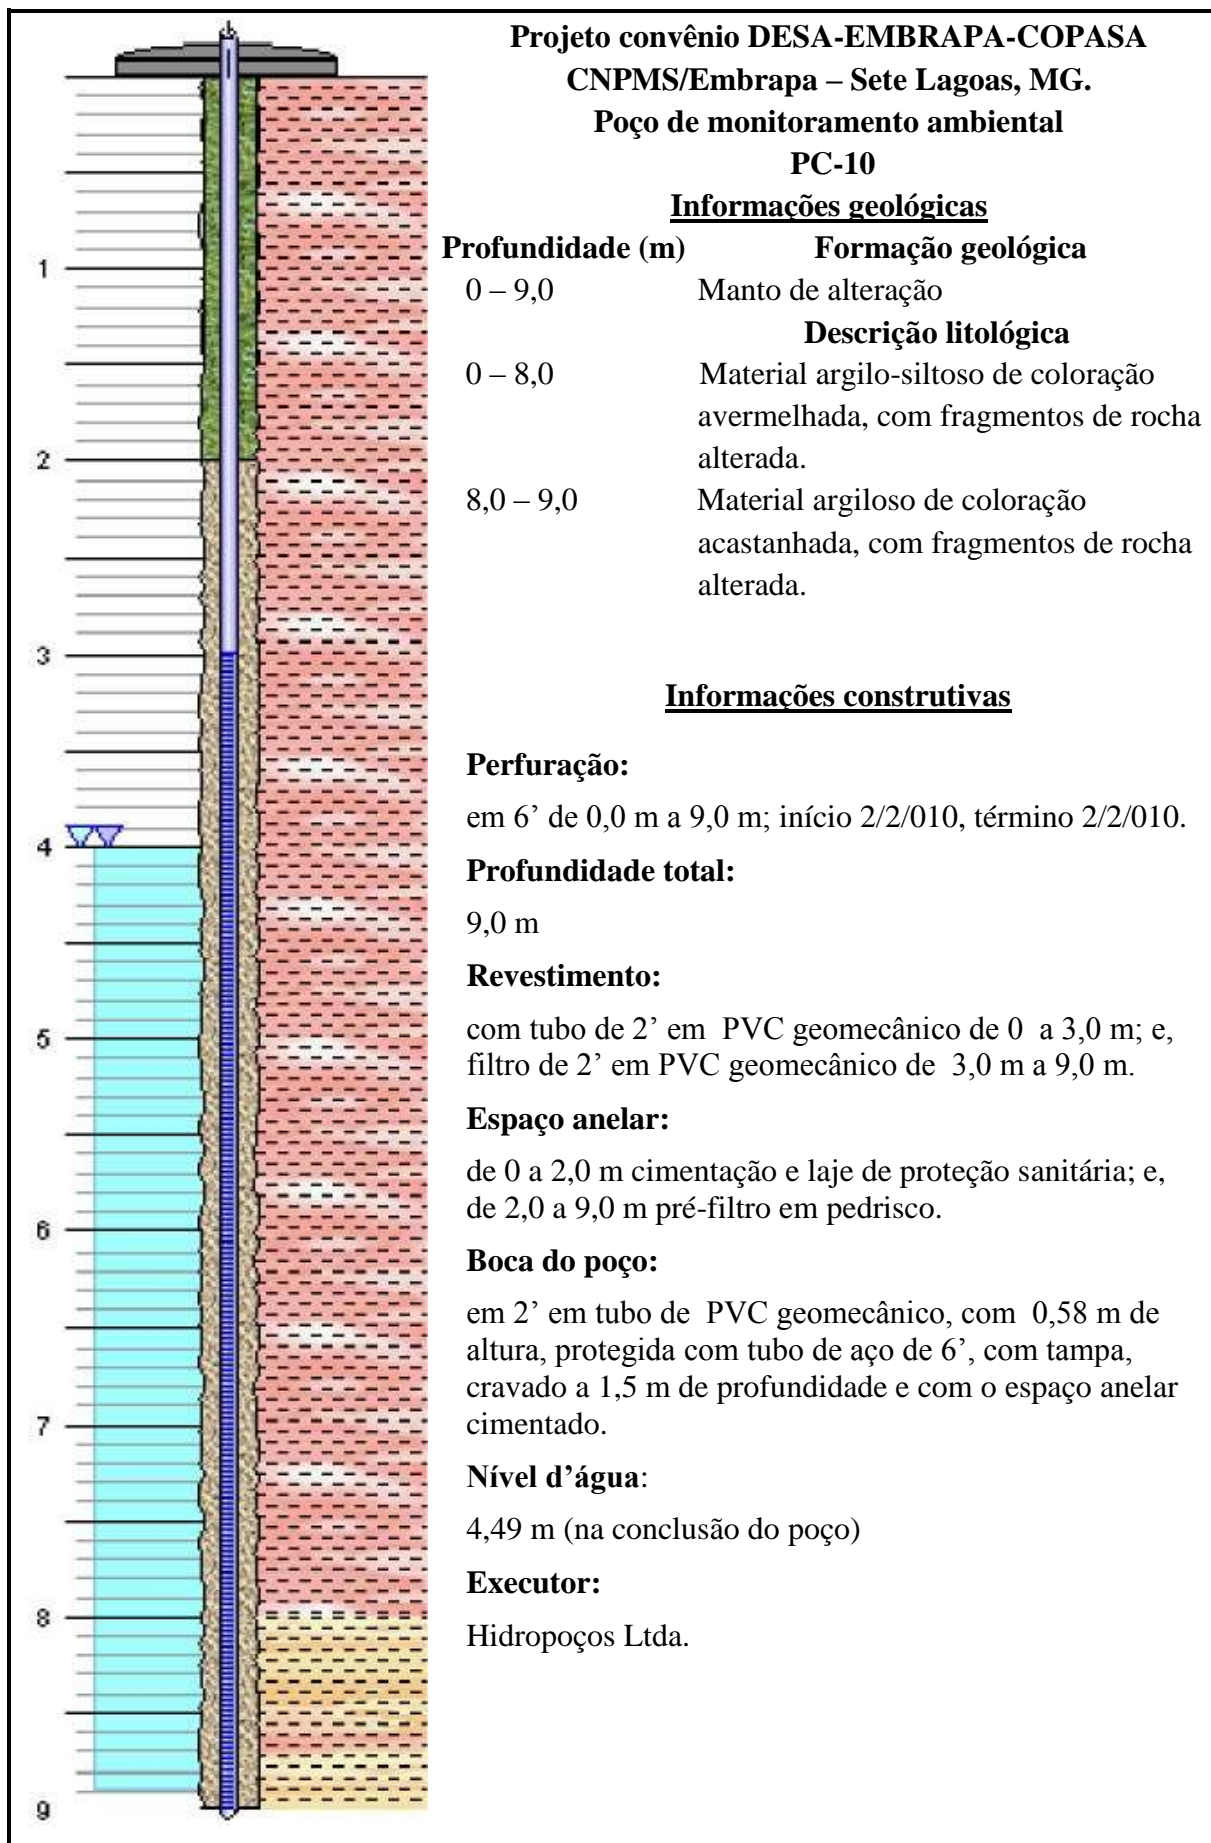 Projeto convênio DESA-EMBRAPA-COPASA
CNPMS/Embrapa – Sete Lagoas, MG.
Poço de monitoramento ambiental
PC-10
Informações geológicas
Profundidade (m) Formação geológica
0 – 9,0 Manto de alteração
Descrição litológica
0 – 8,0 Material argilo-siltoso de coloração
avermelhada, com fragmentos de rocha
alterada.
8,0 – 9,0 Material argiloso de coloração
acastanhada, com fragmentos de rocha
alterada.
Informações construtivas
Perfuração:
em 6’ de 0,0 m a 9,0 m; início 2/2/010, término 2/2/010.
Profundidade total:
9,0 m
Revestimento:
com tubo de 2’ em PVC geomecânico de 0 a 3,0 m; e,
filtro de 2’ em PVC geomecânico de 3,0 m a 9,0 m.
Espaço anelar:
de 0 a 2,0 m cimentação e laje de proteção sanitária; e,
de 2,0 a 9,0 m pré-filtro em pedrisco.
Boca do poço:
em 2’ em tubo de PVC geomecânico, com 0,58 m de
altura, protegida com tubo de aço de 6’, com tampa,
cravado a 1,5 m de profundidade e com o espaço anelar
cimentado.
Nível d’água:
4,49 m (na conclusão do poço)
Executor:
Hidropoços Ltda.
1
2
3
4
5
6
7
8
9